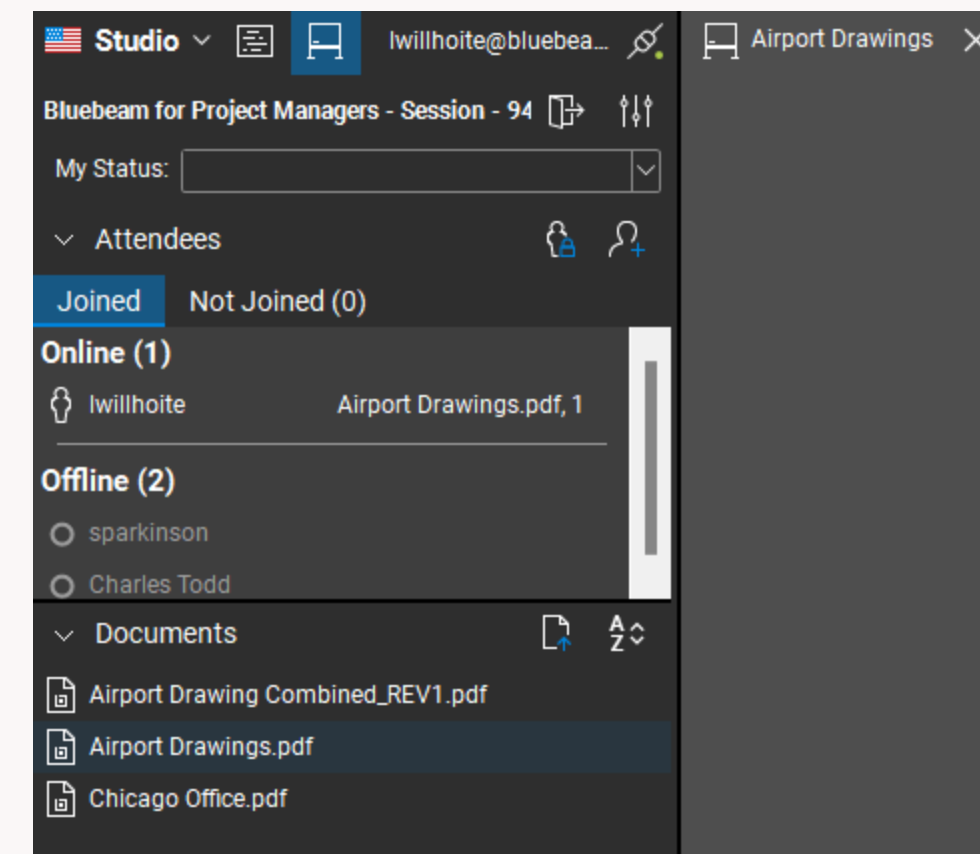 Studio lwillhoite@bluebea... Airport Drawings
Bluebeam for Project Managers - Session - 94
My Status:
Attendees
Joined Not Joined (0)
Online (1)
lwillhoite Airport Drawings.pdf, 1
Offline (2)
sparkinson
Charles Todd
Documents
A
Z
Airport Drawing Combined_REV1.pdf
Airport Drawings.pdf
Chicago Office.pdf